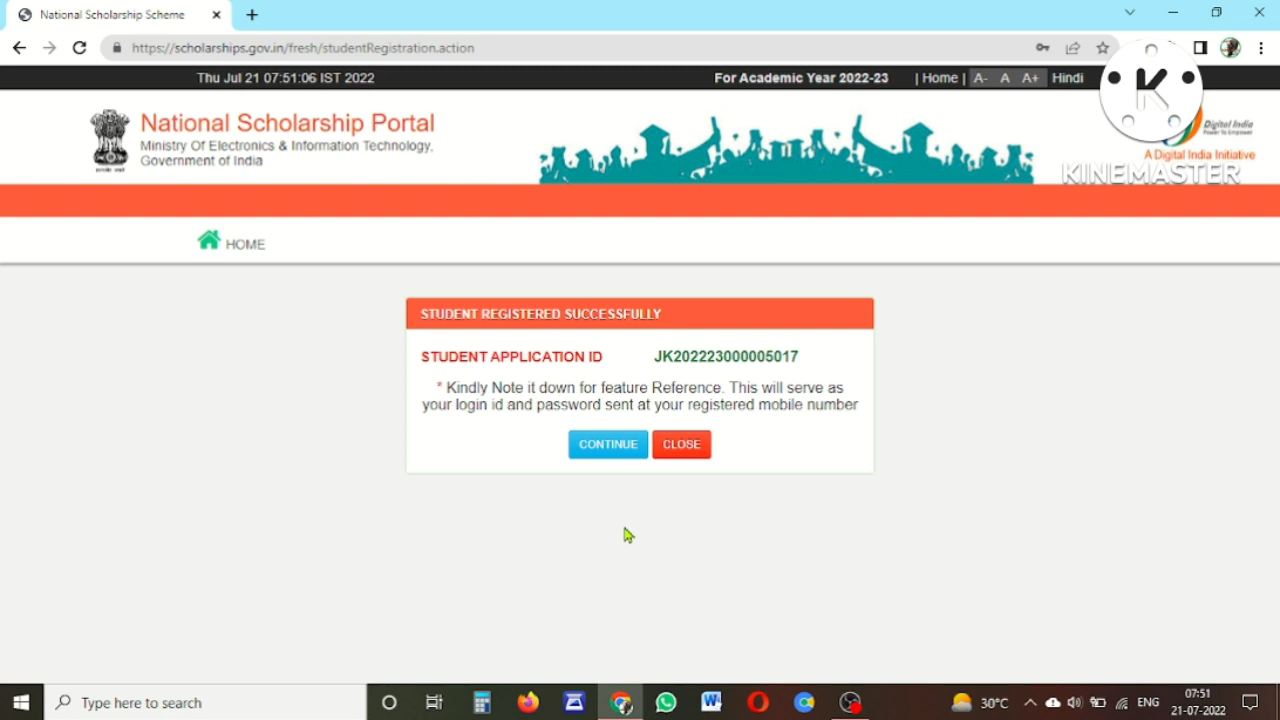 National Scholarship Scheme
https://scholarships.gov.in/fresh/studentRegistration.action
Thu Jul 21 07:51:06 IST 2022
For Academic Year 2022-23 | Home | A- A A+ Hindi
National Scholarship Portal
Ministry Of Electronics & Information Technology,
Government of India
K
Digital India
Power To Empower
A Digital India Initiative
KINEMASTER
HOME
STUDENT REGISTERED SUCCESSFULLY
STUDENT APPLICATION ID JK202223000005017
* Kindly Note it down for feature Reference. This will serve as
your login id and password sent at your registered mobile number
CONTINUE CLOSE
Type here to search
W
30°C
ENG
07:51
21-07-2022